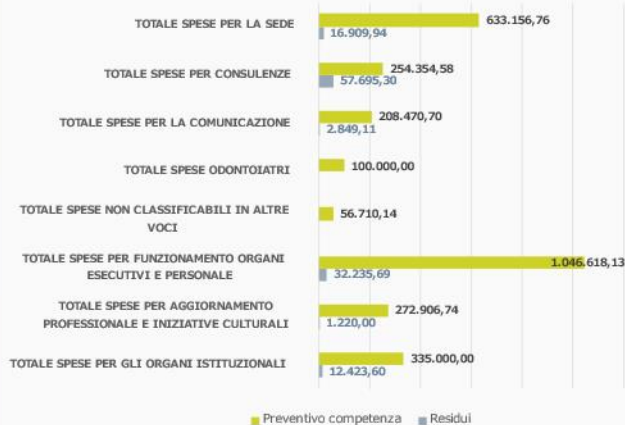 TOTALE SPESE PER LA SEDE
633.156,76
16.909,94
TOTALE SPESE PER CONSULENZE
254.354,58
57.695,30
TOTALE SPESE PER LA COMUNICAZIONE
208.470,70
2.849,11
TOTALE SPESE ODONTOIATRI
100.000,00
TOTALE SPESE NON CLASSIFICABILI IN ALTRE
VOCI
56.710,14
TOTALE SPESE PER FUNZIONAMENTO ORGANI
ESECUTIVI E PERSONALE
1.046.618,13
32.235,69
TOTALE SPESE PER AGGIORNAMENTO
PROFESSIONALE E INIZIATIVE CULTURALI
272.906,74
1.220,00
TOTALE SPESE PER GLI ORGANI ISTITUZIONALI
335.000,00
12.423,60
Preventivo competenza
Residui